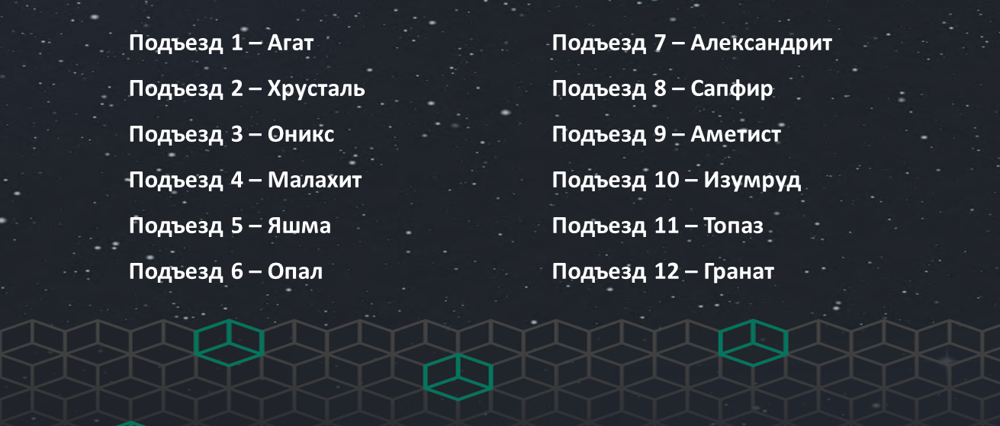 Подъезд 1 – Агат
Подъезд 2 – Хрусталь
Подъезд 3 – Оникс
Подъезд 4 – Малахит
Подъезд 5 – Яшма
Подъезд 6 – Опал
Подъезд 7 – Александрит
Подъезд 8 – Сапфир
Подъезд 9 – Аметист
Подъезд 10 – Изумруд
Подъезд 11 – Топаз
Подъезд 12 – Гранат